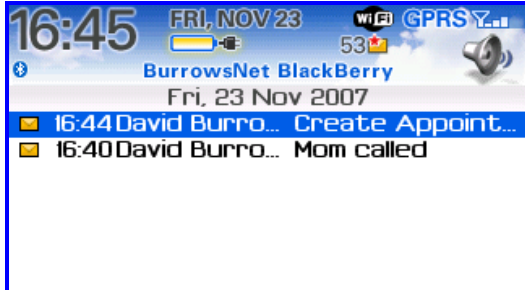 16:45 FRI, NOV 23 WiFi GPRS
53
BurrowsNet BlackBerry
Fri, 23 Nov 2007
16:44 David Burro... Create Appoint...
16:40 David Burro... Mom called